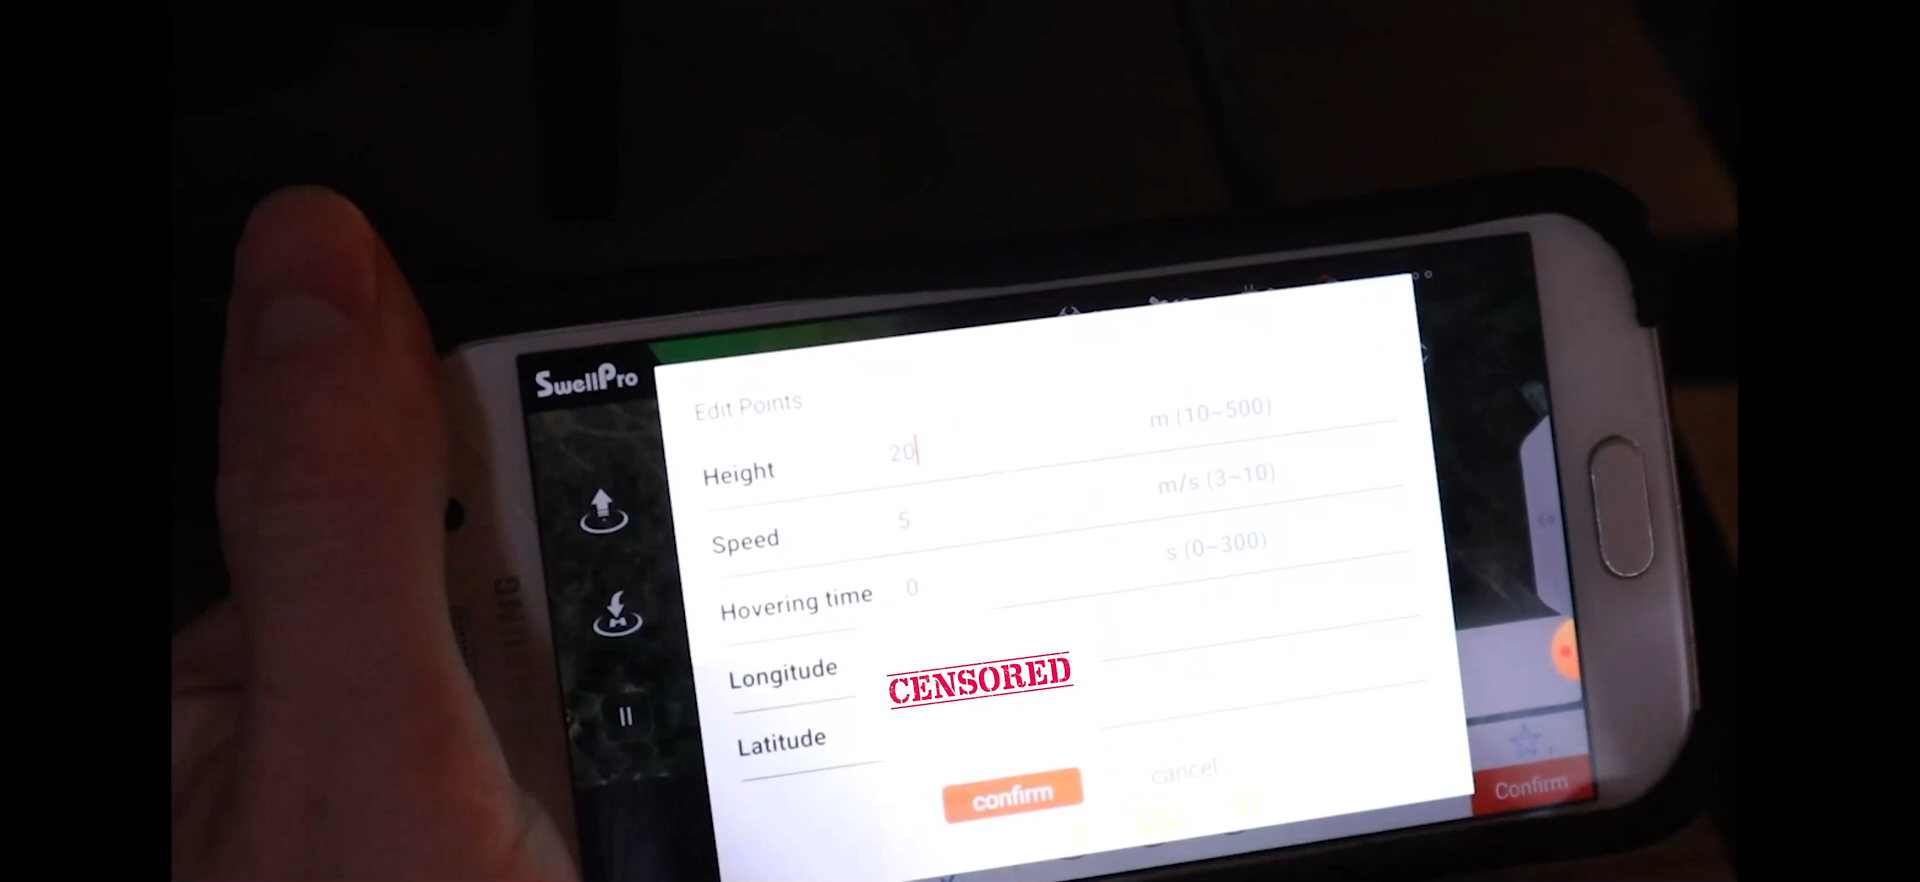 SwellPro
Edit Points
Height 20 m (10~500)
Speed 5 m/s (3~10)
Hovering time 0 s (0~300)
Longitude
CENSORED
Latitude
confirm cancel
Confirm